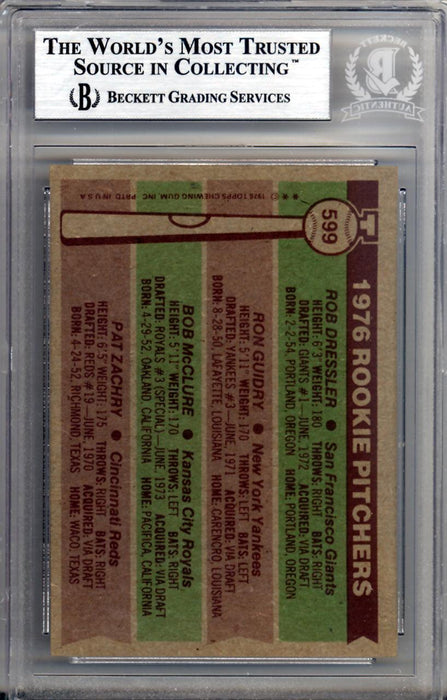 THE WORLD'S MOST TRUSTED
SOURCE IN COLLECTING™
B BECKETT GRADING SERVICES
BECKETT
B
AUTHENTIC
T
599
1976 ROOKIE PITCHERS
ROB DRESSLER ● San Francisco Giants
HEIGHT: 6'3" WEIGHT: 180 THROWS: RIGHT BATS: RIGHT
DRAFTED: GIANTS #1—JUNE, 1972 ACQUIRED: VIA DRAFT
BORN: 2-2-54, PORTLAND, OREGON HOME: PORTLAND, OREGON
RON GUIDRY ● New York Yankees
HEIGHT: 5'11" WEIGHT: 170 THROWS: LEFT BATS: LEFT
DRAFTED: YANKEES #3—JUNE, 1971 ACQUIRED: VIA DRAFT
BORN: 8-28-50, LAFAYETTE, LOUISIANA HOME: CARENCRO, LOUISIANA
BOB McCLURE ● Kansas City Royals
HEIGHT: 5'11" WEIGHT: 170 THROWS: LEFT BATS: RIGHT
DRAFTED: ROYALS #3 (SPECIAL)—JUNE, 1973 ACQUIRED: VIA DRAFT
BORN: 4-29-52, OAKLAND, CALIFORNIA HOME: PACIFICA, CALIFORNIA
PAT ZACHRY ● Cincinnati Reds
HEIGHT: 6'5" WEIGHT: 175 THROWS: RIGHT BATS: RIGHT
DRAFTED: REDS #19—JUNE, 1970 ACQUIRED: VIA DRAFT
BORN: 4-24-52, RICHMOND, TEXAS HOME: WACO, TEXAS
* * © 1976 TOPPS CHEWING GUM, INC. PRTD. IN U.S.A.